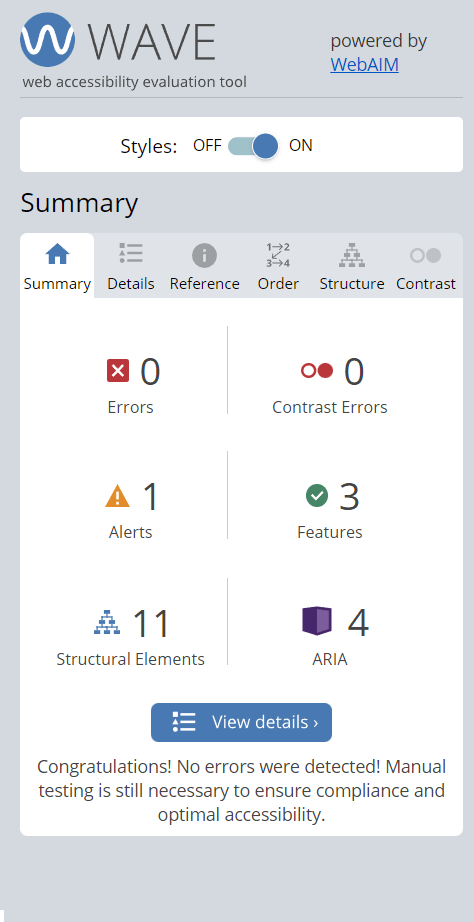 WAVE
web accessibility evaluation tool
powered by
WebAIM
Styles: OFF ON
Summary
Summary Details Reference Order Structure Contrast
1 2
3 4
0
Errors
0
Contrast Errors
1
Alerts
3
Features
11
Structural Elements
4
ARIA
View details ›
Congratulations! No errors were detected! Manual
testing is still necessary to ensure compliance and
optimal accessibility.